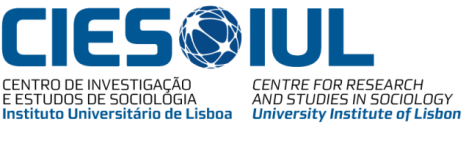 CIES IUL
CENTRO DE INVESTIGAÇÃO
E ESTUDOS DE SOCIOLOGIA
Instituto Universitário de Lisboa
CENTRE FOR RESEARCH
AND STUDIES IN SOCIOLOGY
University Institute of Lisbon